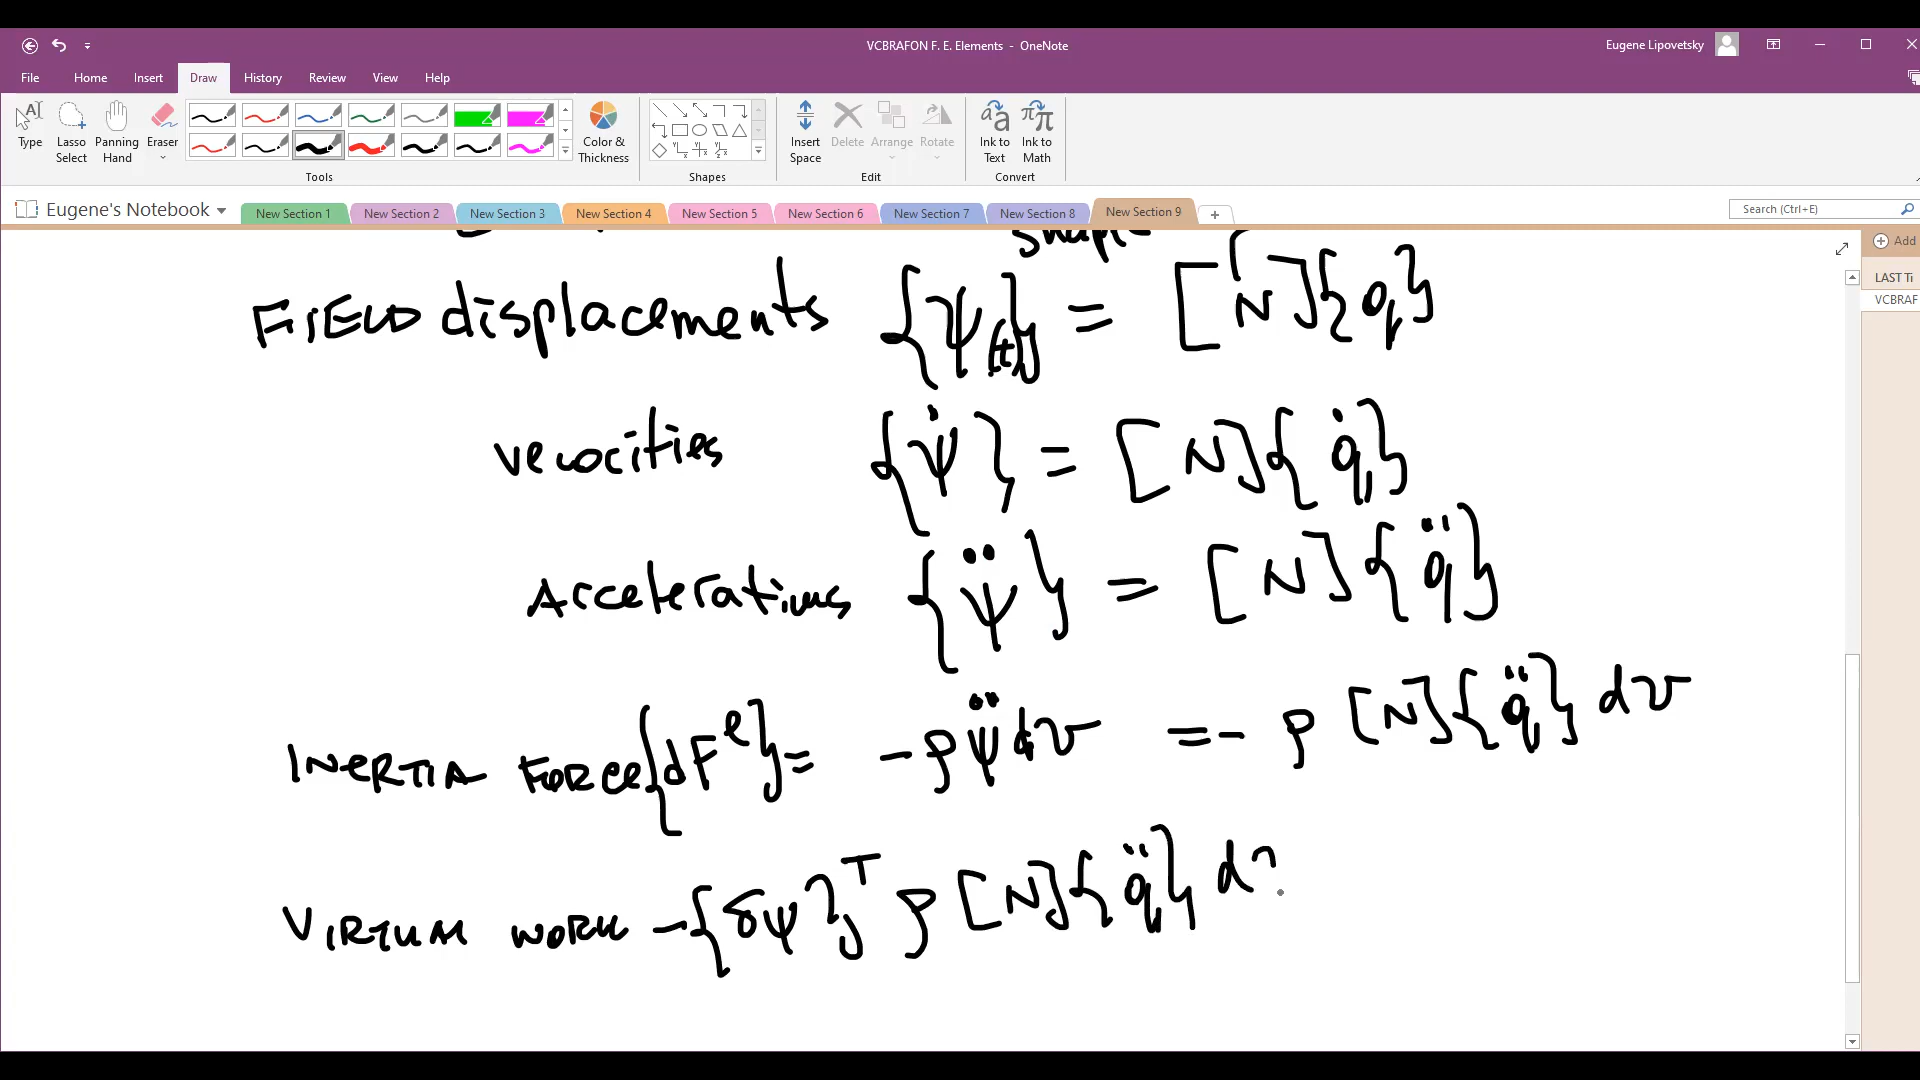 VCBRAFON F. E. Elements - OneNote
Eugene Lipovetsky
File Home Insert Draw History Review View Help
Type
Lasso Select
Panning Hand
Eraser
Color & Thickness
Insert Space
Delete
Arrange
Rotate
Ink to Text
Ink to Math
Tools Shapes Edit Convert
Eugene's Notebook New Section 1 New Section 2 New Section 3 New Section 4 New Section 5 New Section 6 New Section 7 New Section 8 New Section 9 +
Search (Ctrl+E)
Add
LAST Ti
VCBRAF
shape
FIELD displacements {ψ(t)} = [N]{q}
velocities {ψ̇} = [N]{q̇}
Accelerations {ψ̈} = [N]{q̈}
INERTIA FORCE {dF^e} = -ρψ̈dv = - ρ[N]{q̈}dv
VIRTUAL WORK -{δψ}^T ρ[N]{q̈}d